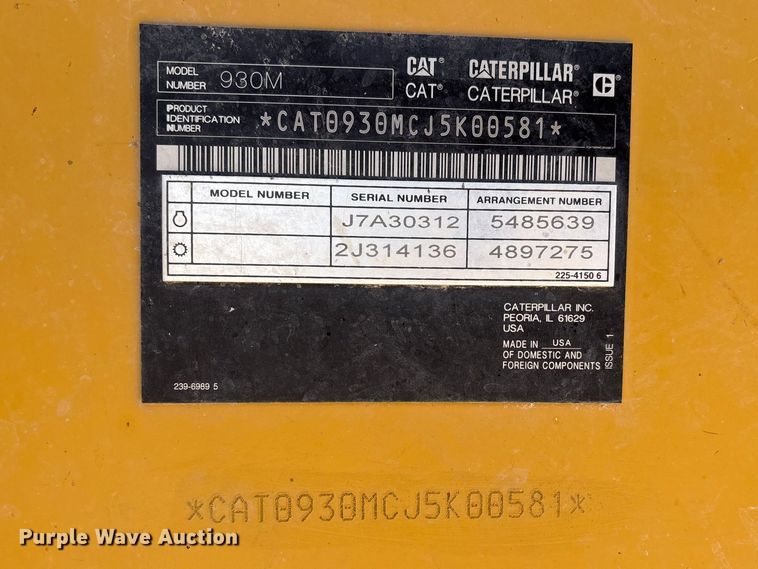 MODEL NUMBER 930M
CAT® CATERPILLAR®
CAT® CATERPILLAR®
PRODUCT IDENTIFICATION NUMBER *CAT0930MCJ5K00581*
MODEL NUMBER SERIAL NUMBER ARRANGEMENT NUMBER
J7A30312 5485639
2J314136 4897275
225-4150 6
CATERPILLAR INC.
PEORIA, IL 61629
USA
MADE IN USA
OF DOMESTIC AND
FOREIGN COMPONENTS
ISSUE 1
239-6989 5
*CAT0930MCJ5K00581*
Purple Wave Auction